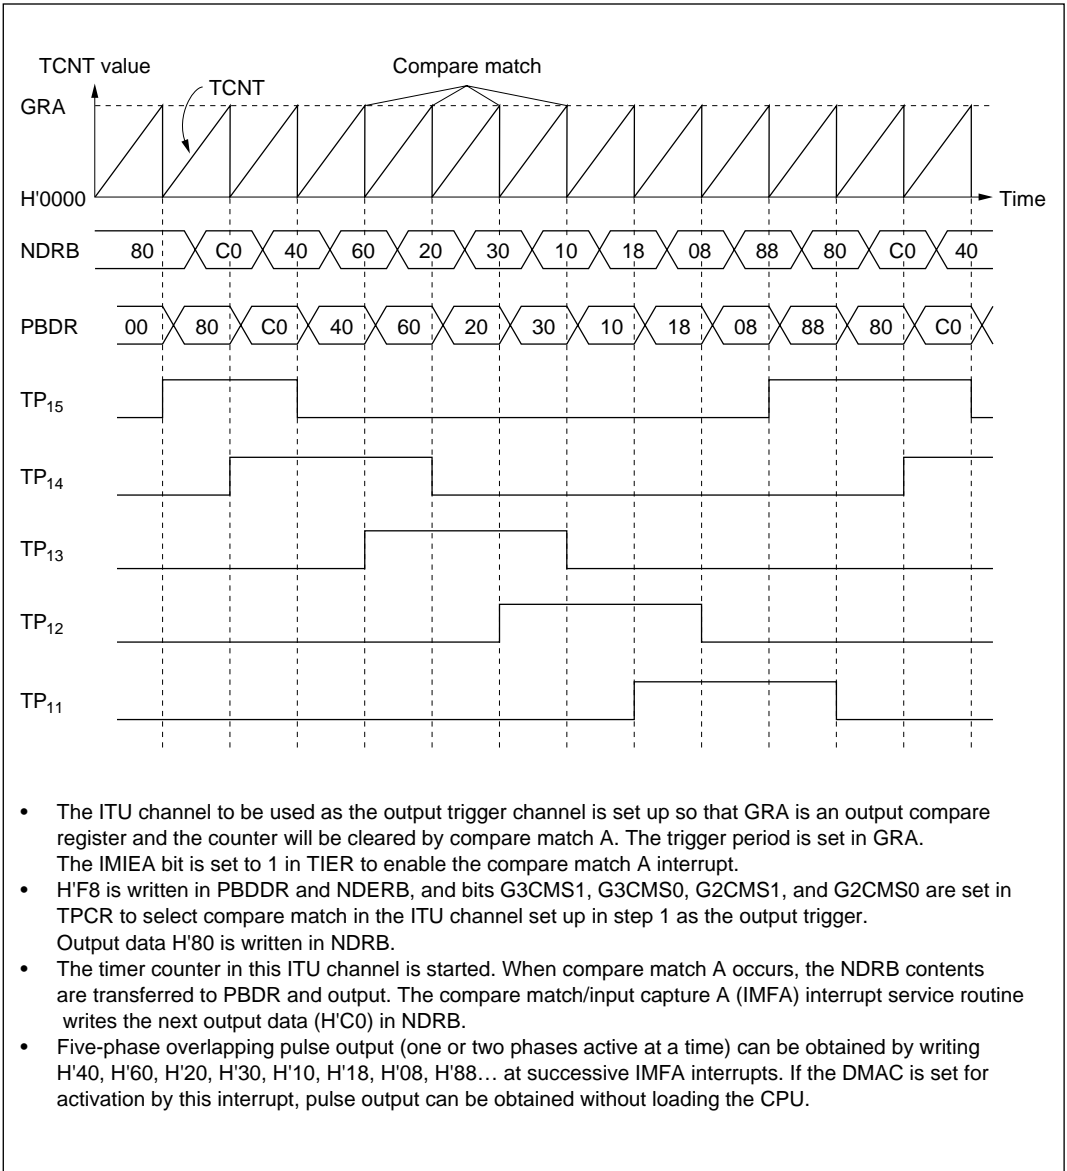 TCNT value
Compare match
TCNT
GRA
H'0000
Time
NDRB 80 C0 40 60 20 30 10 18 08 88 80 C0 40
PBDR 00 80 C0 40 60 20 30 10 18 08 88 80 C0
TP15
TP14
TP13
TP12
TP11
• The ITU channel to be used as the output trigger channel is set up so that GRA is an output compare
register and the counter will be cleared by compare match A. The trigger period is set in GRA.
The IMIEA bit is set to 1 in TIER to enable the compare match A interrupt.
• H'F8 is written in PBDDR and NDERB, and bits G3CMS1, G3CMS0, G2CMS1, and G2CMS0 are set in
TPCR to select compare match in the ITU channel set up in step 1 as the output trigger.
Output data H'80 is written in NDRB.
• The timer counter in this ITU channel is started. When compare match A occurs, the NDRB contents
are transferred to PBDR and output. The compare match/input capture A (IMFA) interrupt service routine
writes the next output data (H'C0) in NDRB.
• Five-phase overlapping pulse output (one or two phases active at a time) can be obtained by writing
H'40, H'60, H'20, H'30, H'10, H'18, H'08, H'88… at successive IMFA interrupts. If the DMAC is set for
activation by this interrupt, pulse output can be obtained without loading the CPU.